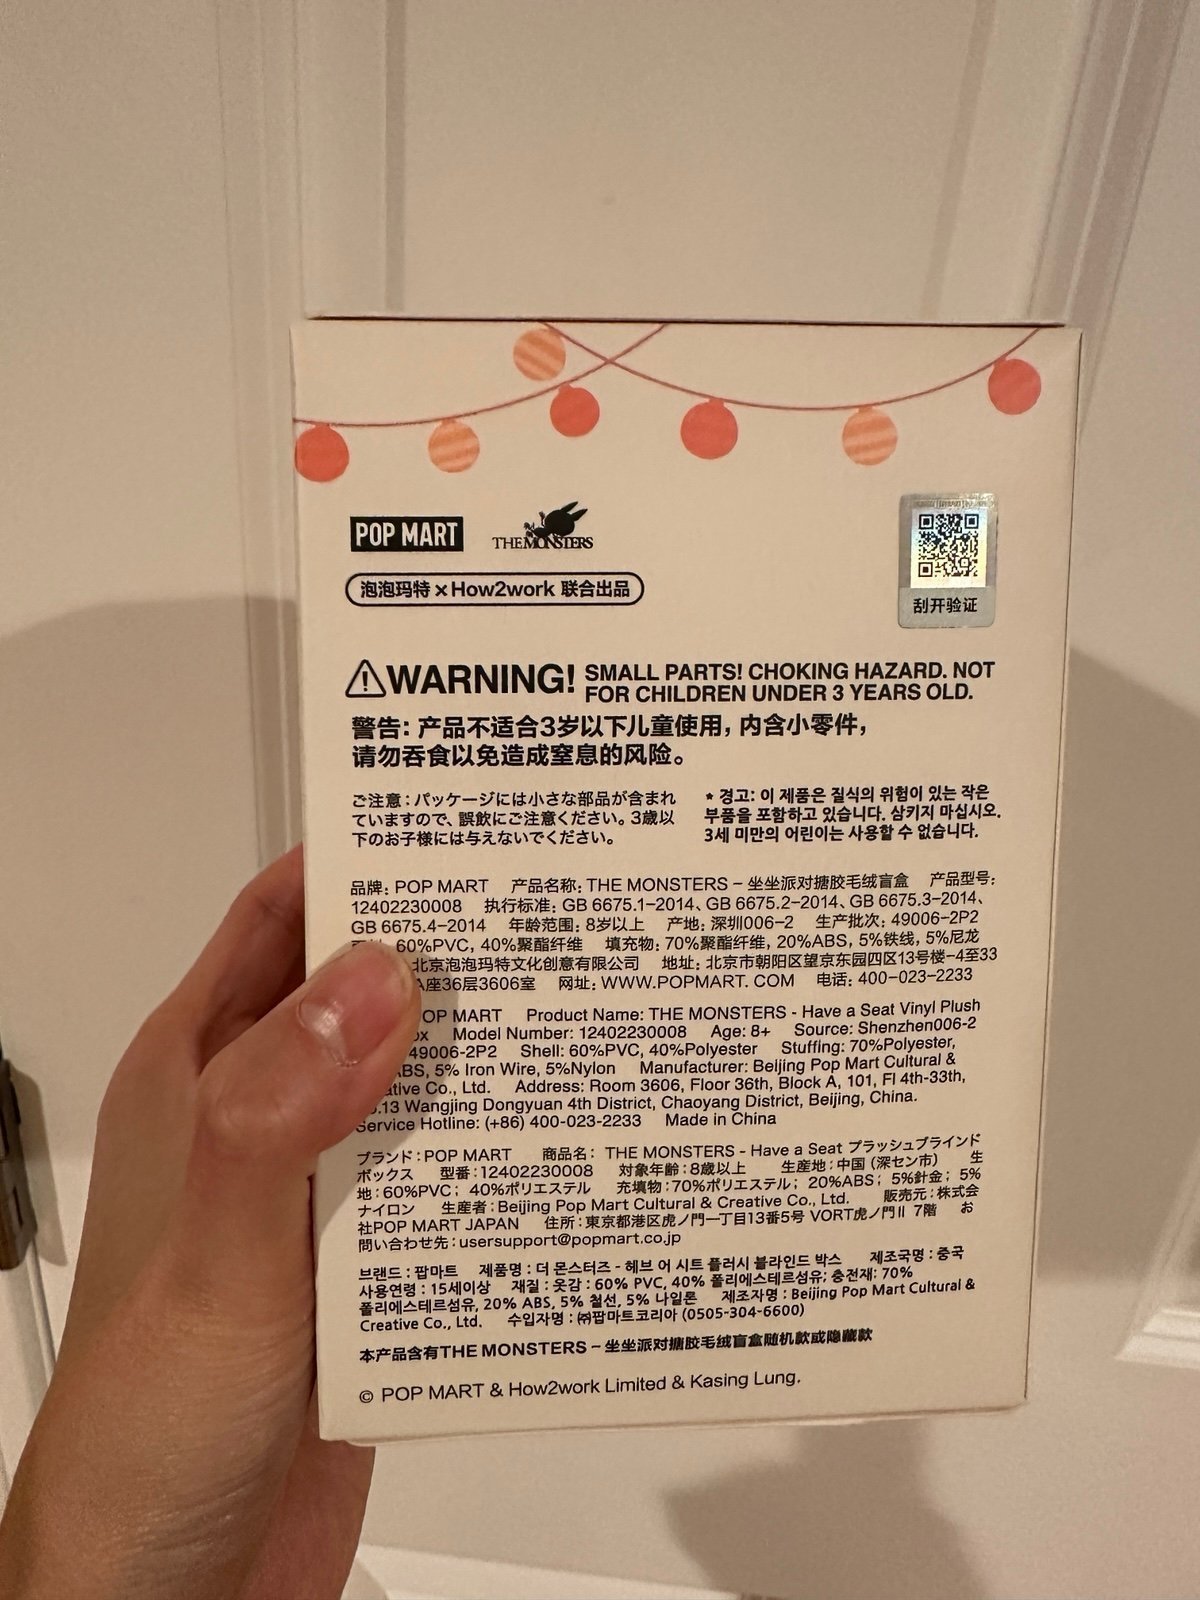 POP MART
THE MONSTERS
泡泡玛特×How2work 联合出品
刮开验证
WARNING! SMALL PARTS! CHOKING HAZARD. NOT
FOR CHILDREN UNDER 3 YEARS OLD.
警告: 产品不适合3岁以下儿童使用, 内含小零件,
请勿吞食以免造成窒息的风险。
ご注意:パッケージには小さな部品が含まれ
ていますので、誤飲にご注意ください。3歳以
下のお子様には与えないでください。
★ 경고: 이 제품은 질식의 위험이 있는 작은
부품을 포함하고 있습니다. 삼키지 마십시오.
3세 미만의 어린이는 사용할 수 없습니다.
品牌: POP MART 产品名称: THE MONSTERS – 坐坐派对搪胶毛绒盲盒 产品型号:
12402230008 执行标准: GB 6675.1–2014、GB 6675.2–2014、GB 6675.3–2014、
GB 6675.4–2014 年龄范围: 8岁以上 产地: 深圳006–2 生产批次: 49006–2P2
60%PVC, 40%聚酯纤维 填充物: 70%聚酯纤维, 20%ABS, 5%铁线, 5%尼龙
北京泡泡玛特文化创意有限公司 地址: 北京市朝阳区望京东园四区13号楼–4至33
A座36层3606室 网址: WWW.POPMART. COM 电话: 400–023–2233
OP MART Product Name: THE MONSTERS - Have a Seat Vinyl Plush
ox Model Number: 12402230008 Age: 8+ Source: Shenzhen006-2
49006-2P2 Shell: 60%PVC, 40%Polyester Stuffing: 70%Polyester,
ABS, 5% Iron Wire, 5%Nylon Manufacturer: Beijing Pop Mart Cultural &
ative Co., Ltd. Address: Room 3606, Floor 36th, Block A, 101, Fl 4th-33th,
.13 Wangjing Dongyuan 4th District, Chaoyang District, Beijing, China.
Service Hotline: (+86) 400-023-2233 Made in China
ブランド:POP MART 商品名: THE MONSTERS - Have a Seat プラッシュブラインド
ボックス 型番:12402230008 対象年齢:8歳以上 生産地:中国 (深セン市) 生
地:60%PVC; 40%ポリエステル 充填物:70%ポリエステル; 20%ABS; 5%針金; 5%
ナイロン 生産者:Beijing Pop Mart Cultural & Creative Co., Ltd. 販売元:株式会
社POP MART JAPAN 住所:東京都港区虎ノ門一丁目13番5号 VORT虎ノ門Ⅱ 7階 お
問い合わせ先:usersupport@popmart.co.jp
브랜드 : 팝마트 제품명 : 더 몬스터즈 - 헤브 어 시트 플러시 블라인드 박스 제조국명 : 중국
사용연령 : 15세이상 재질 : 옷감 : 60% PVC, 40% 폴리에스테르섬유; 충전재: 70%
폴리에스테르섬유, 20% ABS, 5% 철선, 5% 나일론 제조자명 : Beijing Pop Mart Cultural &
Creative Co., Ltd. 수입자명 : ㈜팝마트코리아 (0505-304-6600)
本产品含有THE MONSTERS – 坐坐派对搪胶毛绒盲盒随机款或隐藏款
© POP MART & How2work Limited & Kasing Lung.